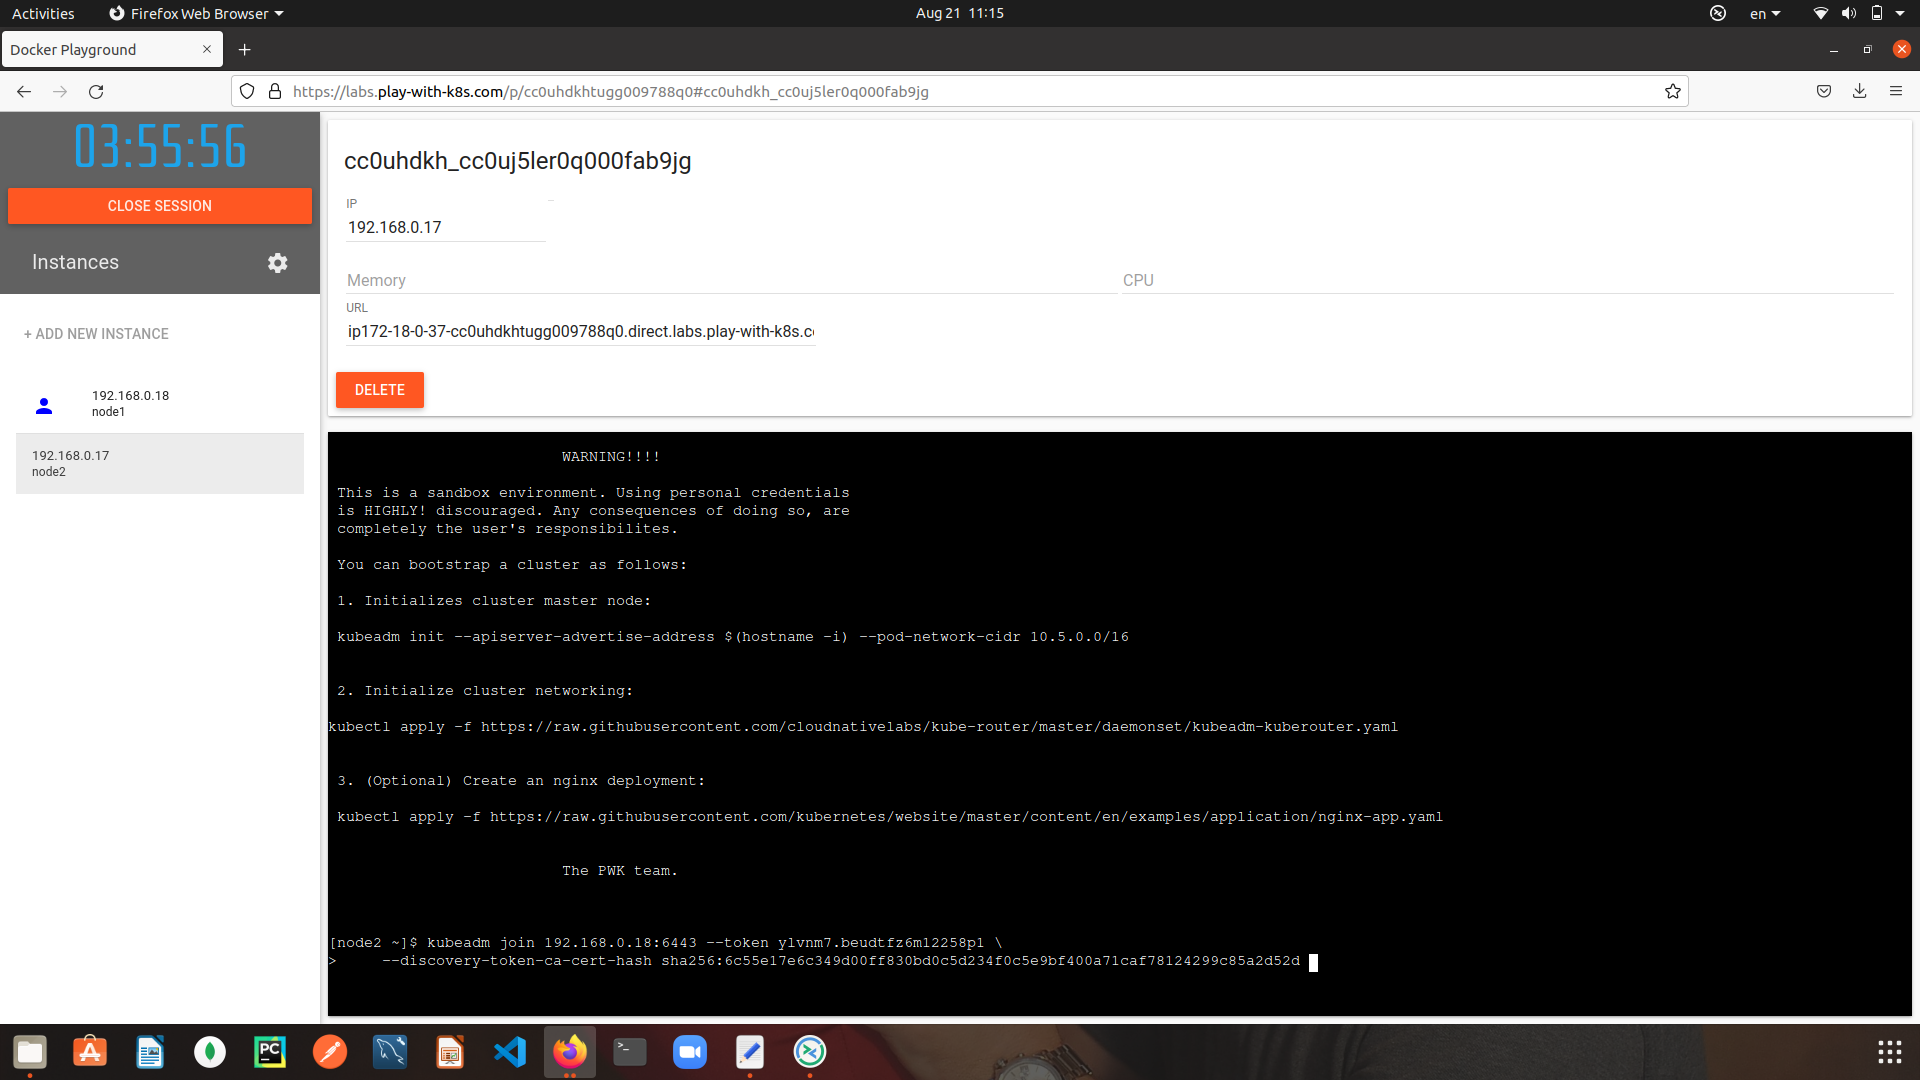 Activities
Firefox Web Browser
Aug 21 11:15
en
Docker Playground
https://labs.play-with-k8s.com/p/cc0uhdkhtugg009788q0#cc0uhdkh_cc0uj5ler0q000fab9jg
03:55:56
CLOSE SESSION
Instances
+ ADD NEW INSTANCE
192.168.0.18
node1
192.168.0.17
node2
cc0uhdkh_cc0uj5ler0q000fab9jg
IP
192.168.0.17
Memory
CPU
URL
ip172-18-0-37-cc0uhdkhtugg009788q0.direct.labs.play-with-k8s.c
DELETE
WARNING!!!!
This is a sandbox environment. Using personal credentials
is HIGHLY! discouraged. Any consequences of doing so, are
completely the user's responsibilites.
You can bootstrap a cluster as follows:
1. Initializes cluster master node:
kubeadm init --apiserver-advertise-address $(hostname -i) --pod-network-cidr 10.5.0.0/16
2. Initialize cluster networking:
kubectl apply -f https://raw.githubusercontent.com/cloudnativelabs/kube-router/master/daemonset/kubeadm-kuberouter.yaml
3. (Optional) Create an nginx deployment:
kubectl apply -f https://raw.githubusercontent.com/kubernetes/website/master/content/en/examples/application/nginx-app.yaml
The PWK team.
[node2 ~]$ kubeadm join 192.168.0.18:6443 --token ylvnm7.beudtfz6m12258p1 \
> --discovery-token-ca-cert-hash sha256:6c55e17e6c349d00ff830bd0c5d234f0c5e9bf400a71caf78124299c85a2d52d
PC